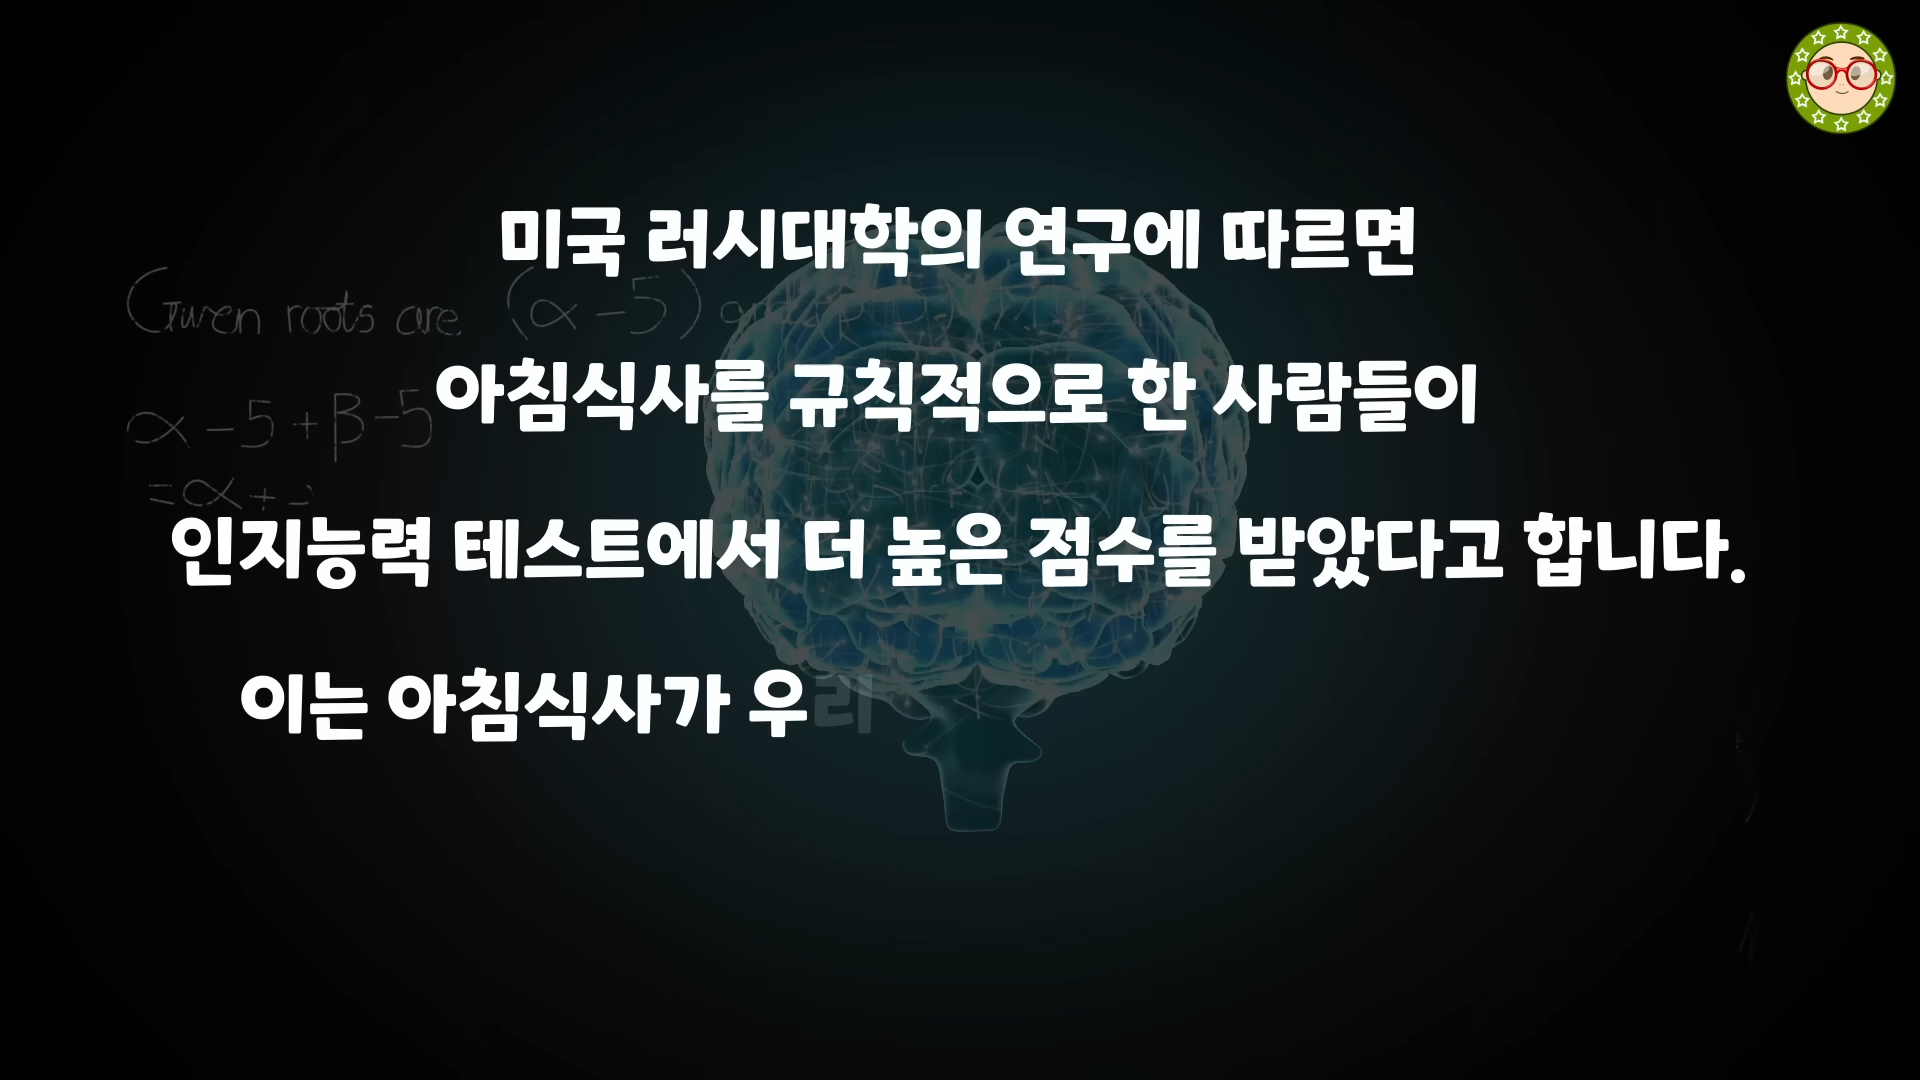 미국 러시대학의 연구에 따르면
Given roots are (α-5)
아침식사를 규칙적으로 한 사람들이
α-5+β-5
=α+
인지능력 테스트에서 더 높은 점수를 받았다고 합니다.
이는 아침식사가 우리